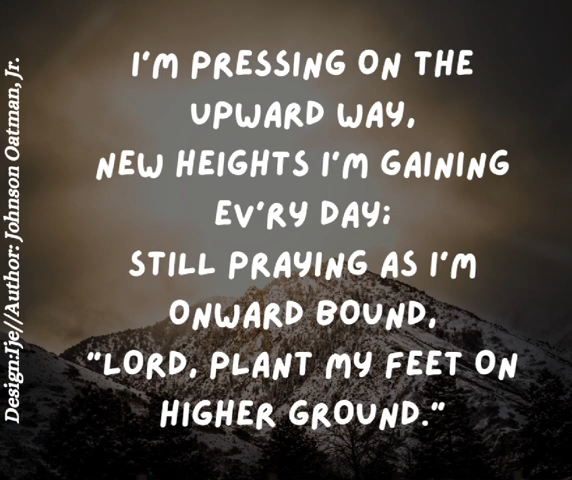 I'M PRESSING ON THE
UPWARD WAY,
NEW HEIGHTS I'M GAINING
EV'RY DAY;
STILL PRAYING AS I'M
ONWARD BOUND,
"LORD, PLANT MY FEET ON
HIGHER GROUND."
Design:Tje//Author: Johnson Oatman,Jr.